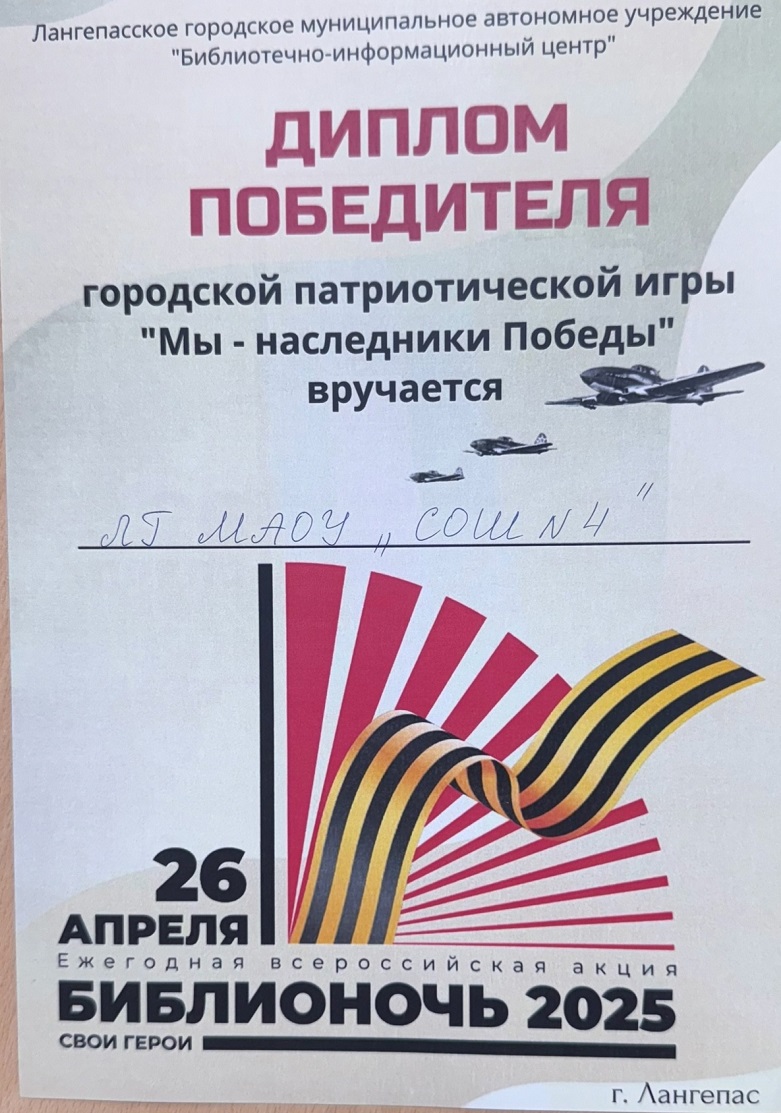 Лангепасское городское муниципальное автономное учреждение
"Библиотечно-информационный центр"
ДИПЛОМ
ПОБЕДИТЕЛЯ
городской патриотической игры
"Мы - наследники Победы"
вручается
ЛГ МАОУ „СОШ N 4"
26
АПРЕЛЯ
Ежегодная всероссийская акция
БИБЛИОНОЧЬ 2025
СВОИ ГЕРОИ
г. Лангепас